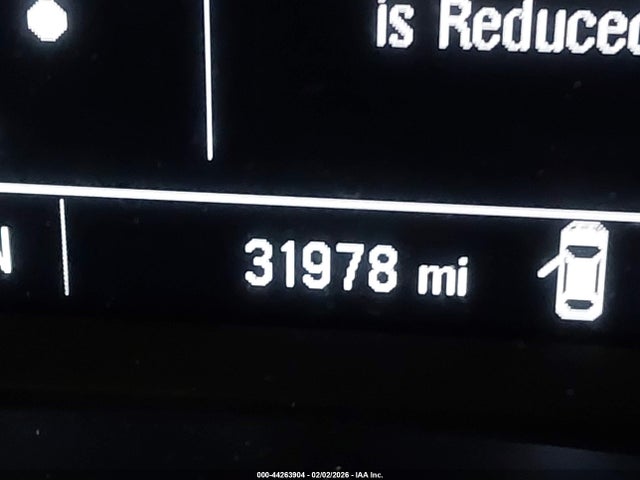 is Reduced
N
31978 mi
000-44263904 - 02/02/2026 - IAA Inc.